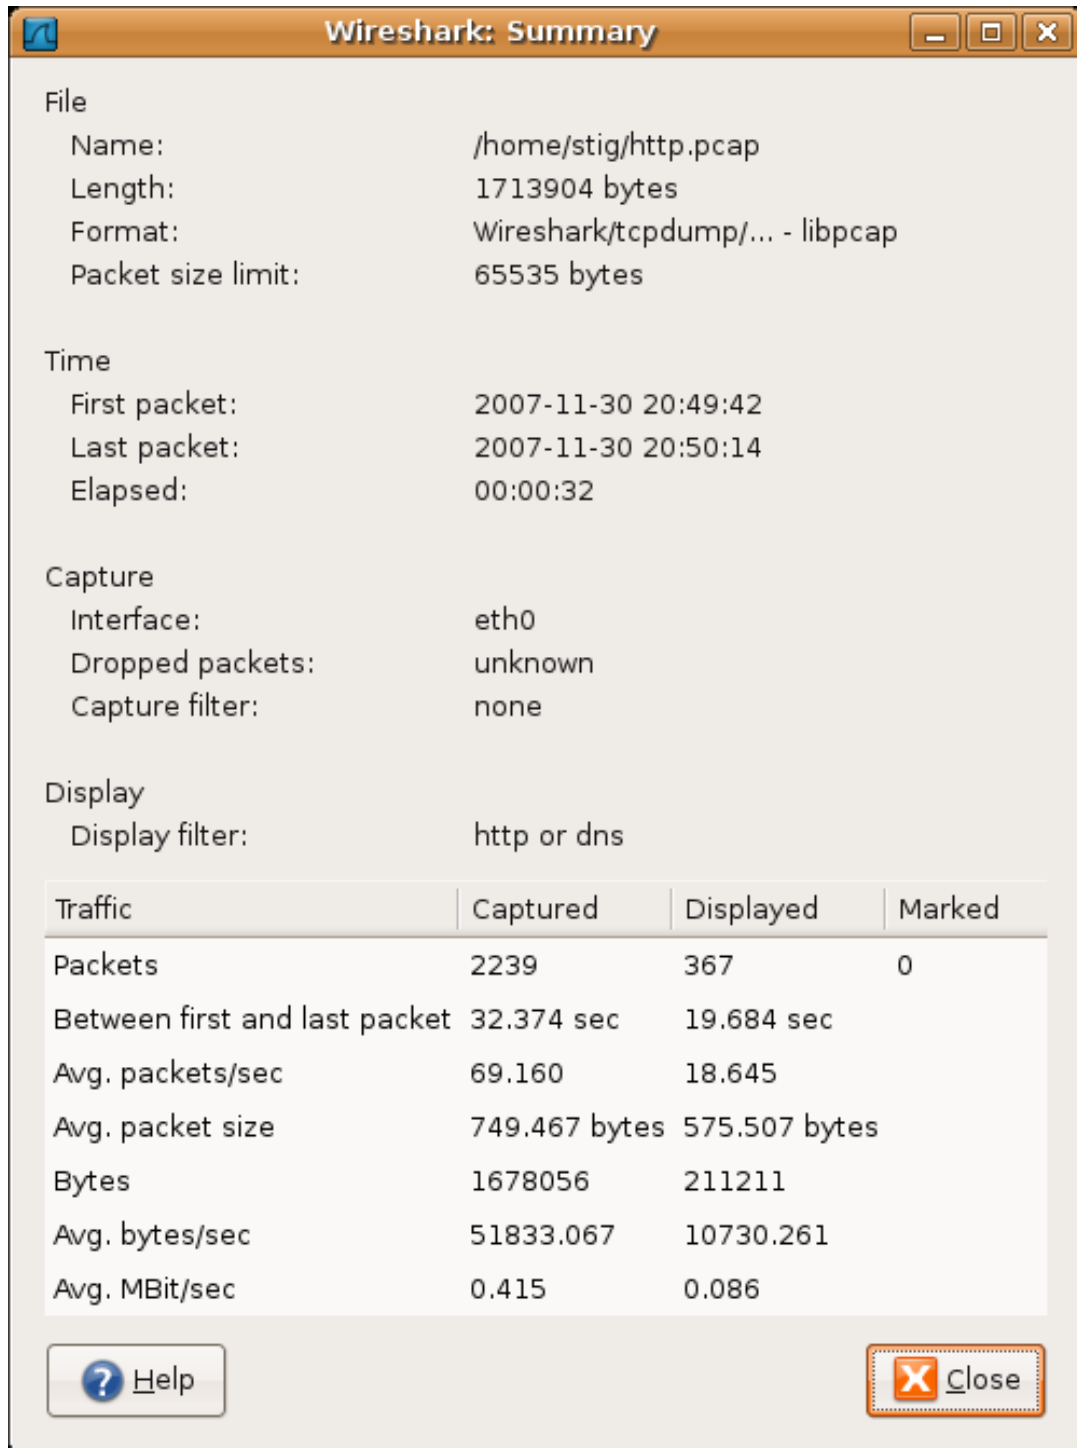 Wireshark: Summary
File
Name: /home/stig/http.pcap
Length: 1713904 bytes
Format: Wireshark/tcpdump/... - libpcap
Packet size limit: 65535 bytes
Time
First packet: 2007-11-30 20:49:42
Last packet: 2007-11-30 20:50:14
Elapsed: 00:00:32
Capture
Interface: eth0
Dropped packets: unknown
Capture filter: none
Display
Display filter: http or dns
Traffic Captured Displayed Marked
Packets 2239 367 0
Between first and last packet 32.374 sec 19.684 sec
Avg. packets/sec 69.160 18.645
Avg. packet size 749.467 bytes 575.507 bytes
Bytes 1678056 211211
Avg. bytes/sec 51833.067 10730.261
Avg. MBit/sec 0.415 0.086
Help Close